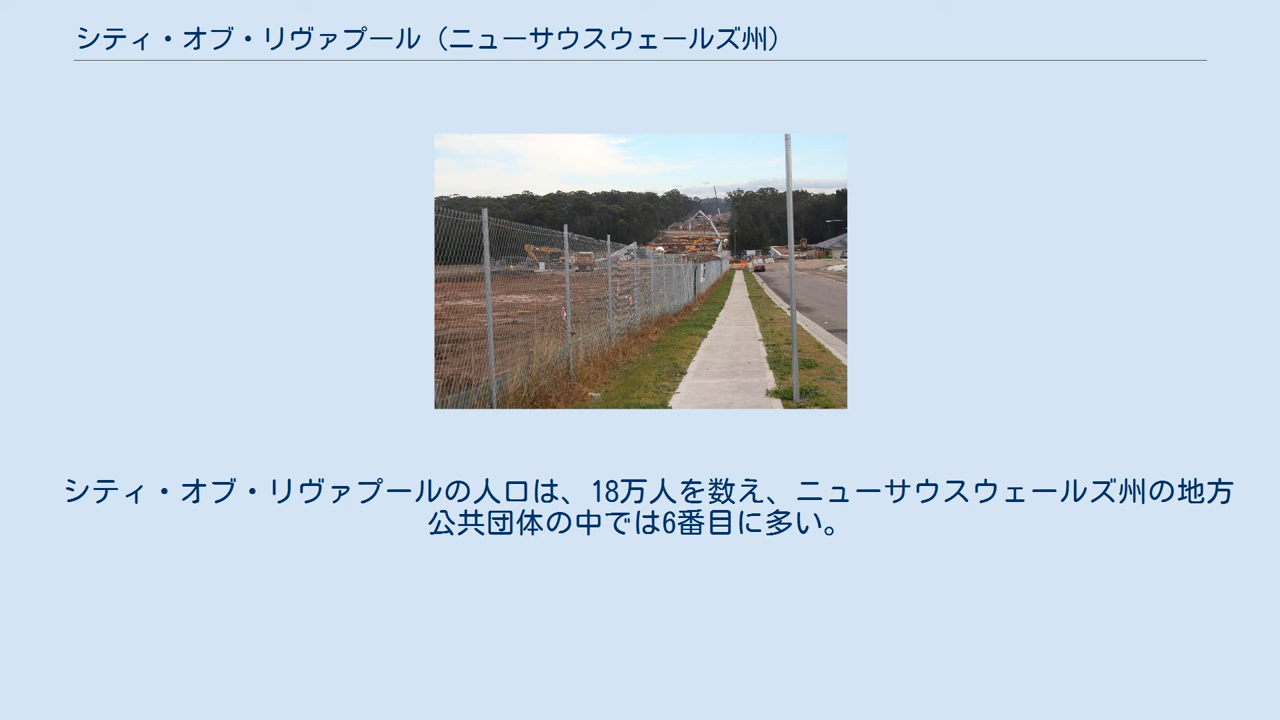 シティ・オブ・リヴァプール（ニューサウスウェールズ州）
シティ・オブ・リヴァプールの人口は、18万人を数え、ニューサウスウェールズ州の地方
公共団体の中では6番目に多い。